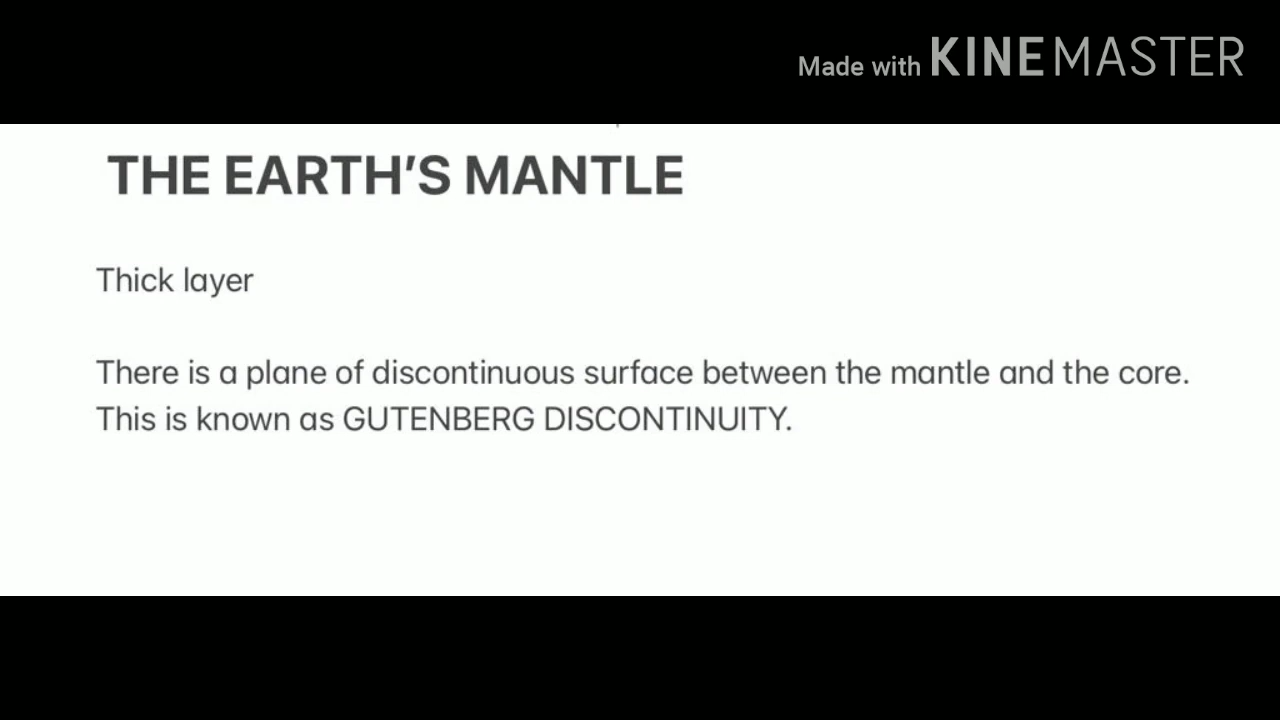 Made with KINEMASTER
THE EARTH'S MANTLE
Thick layer
There is a plane of discontinuous surface between the mantle and the core.
This is known as GUTENBERG DISCONTINUITY.